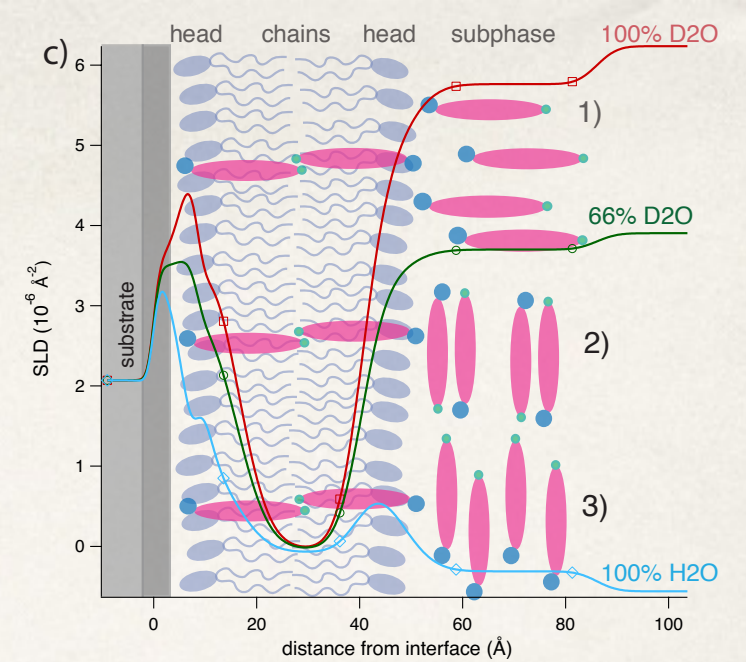 c)
head chains head subphase
100% D2O
1)
66% D2O
2)
3)
100% H2O
substrate
SLD (10⁻⁶ Å⁻²)
6
5
4
3
2
1
0
0 20 40 60 80 100
distance from interface (Å)